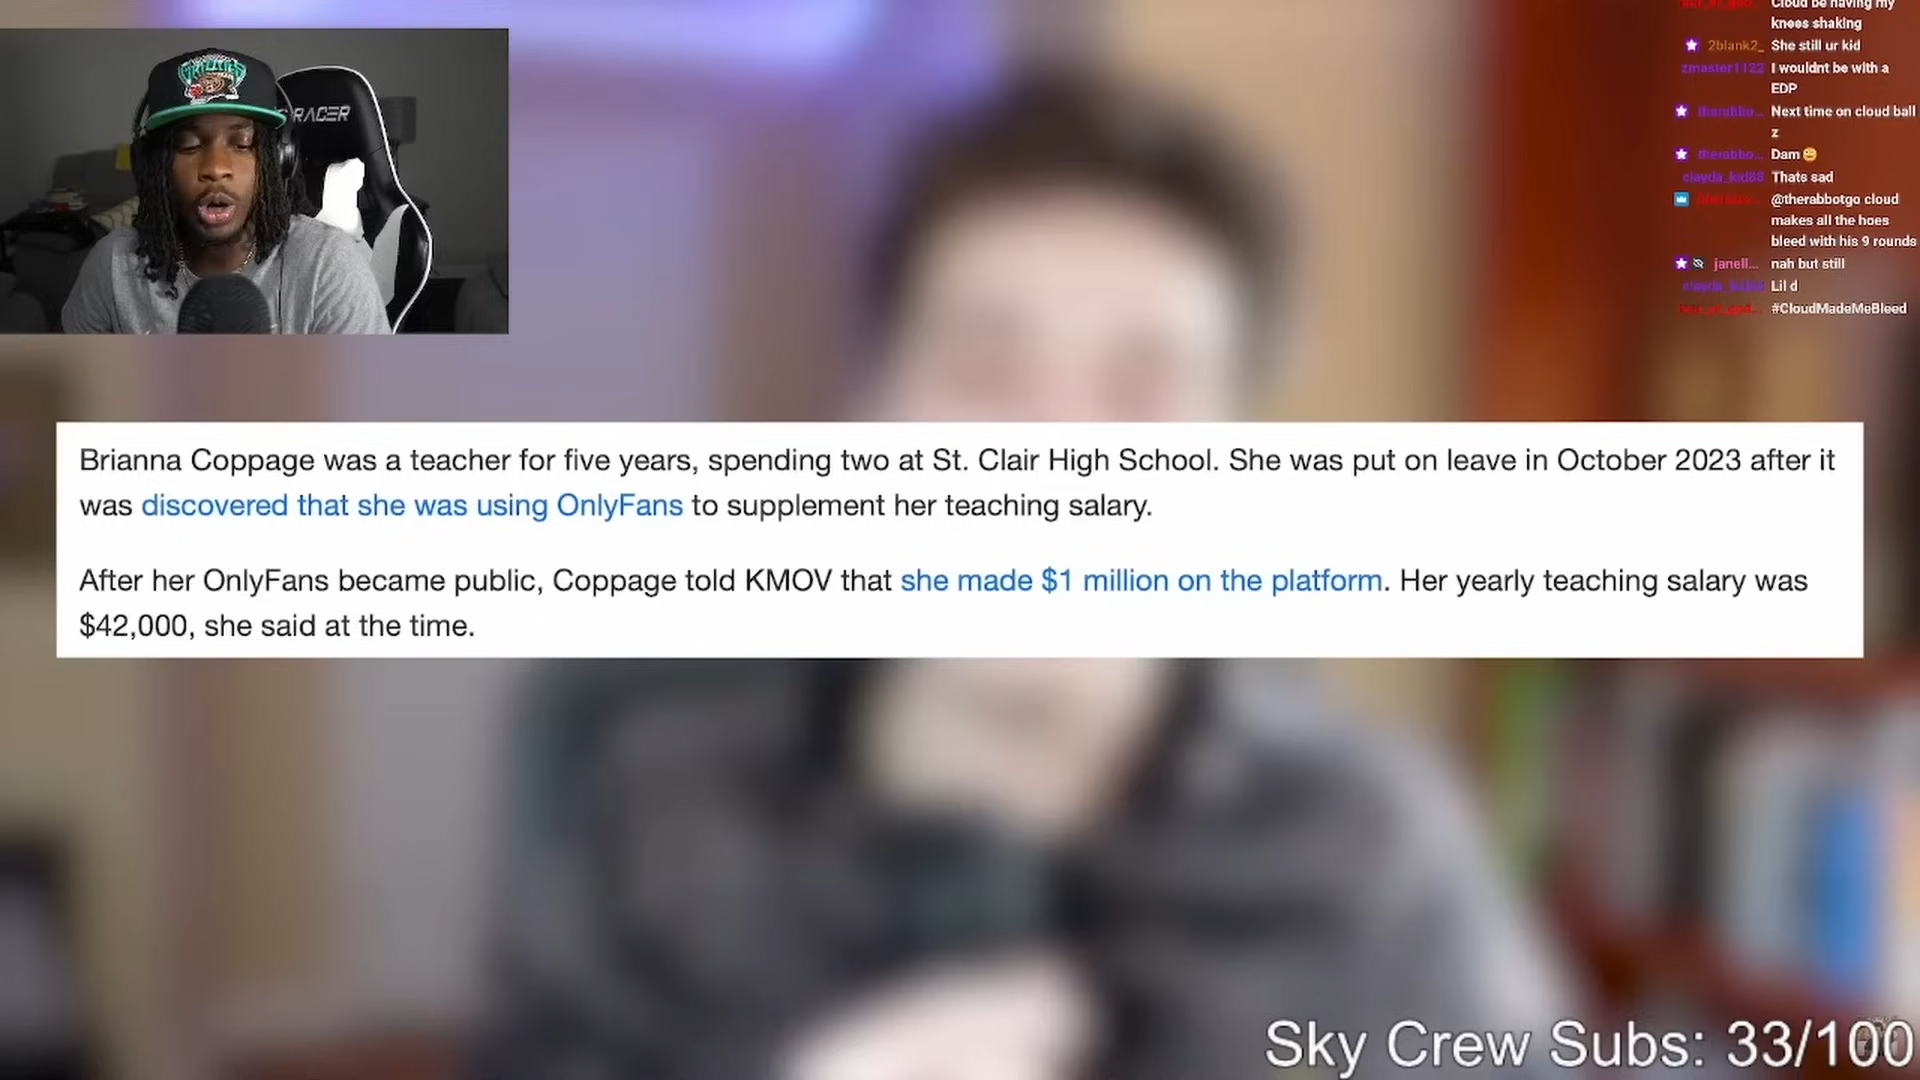 GRIZZLIES
RACER
Cloud be having my
knees shaking
2blank2_ She still ur kid
zmaster1122 I wouldnt be with a
EDP
therabbo... Next time on cloud ball
z
therabbo... Dam
clayda_kid88 Thats sad
@therabbotgo cloud
makes all the hoes
bleed with his 9 rounds
janell... nah but still
Lil d
#CloudMadeMeBleed
Brianna Coppage was a teacher for five years, spending two at St. Clair High School. She was put on leave in October 2023 after it
was discovered that she was using OnlyFans to supplement her teaching salary.
After her OnlyFans became public, Coppage told KMOV that she made $1 million on the platform. Her yearly teaching salary was
$42,000, she said at the time.
Sky Crew Subs: 33/100